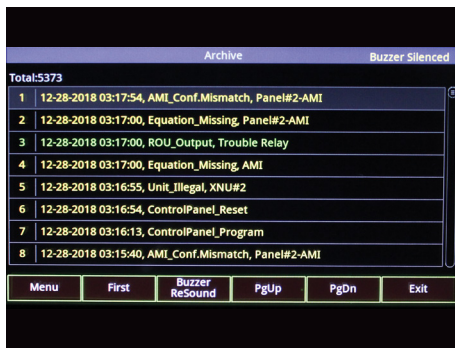 Archive
Buzzer Silenced
Total:5373
1 12-28-2018 03:17:54, AMI_Conf.Mismatch, Panel#2-AMI
2 12-28-2018 03:17:00, Equation_Missing, Panel#2-AMI
3 12-28-2018 03:17:00, ROU_Output, Trouble Relay
4 12-28-2018 03:17:00, Equation_Missing, AMI
5 12-28-2018 03:16:55, Unit_Illegal, XNU#2
6 12-28-2018 03:16:54, ControlPanel_Reset
7 12-28-2018 03:16:13, ControlPanel_Program
8 12-28-2018 03:15:40, AMI_Conf.Mismatch, Panel#2-AMI
Menu
First
Buzzer
ReSound
PgUp
PgDn
Exit